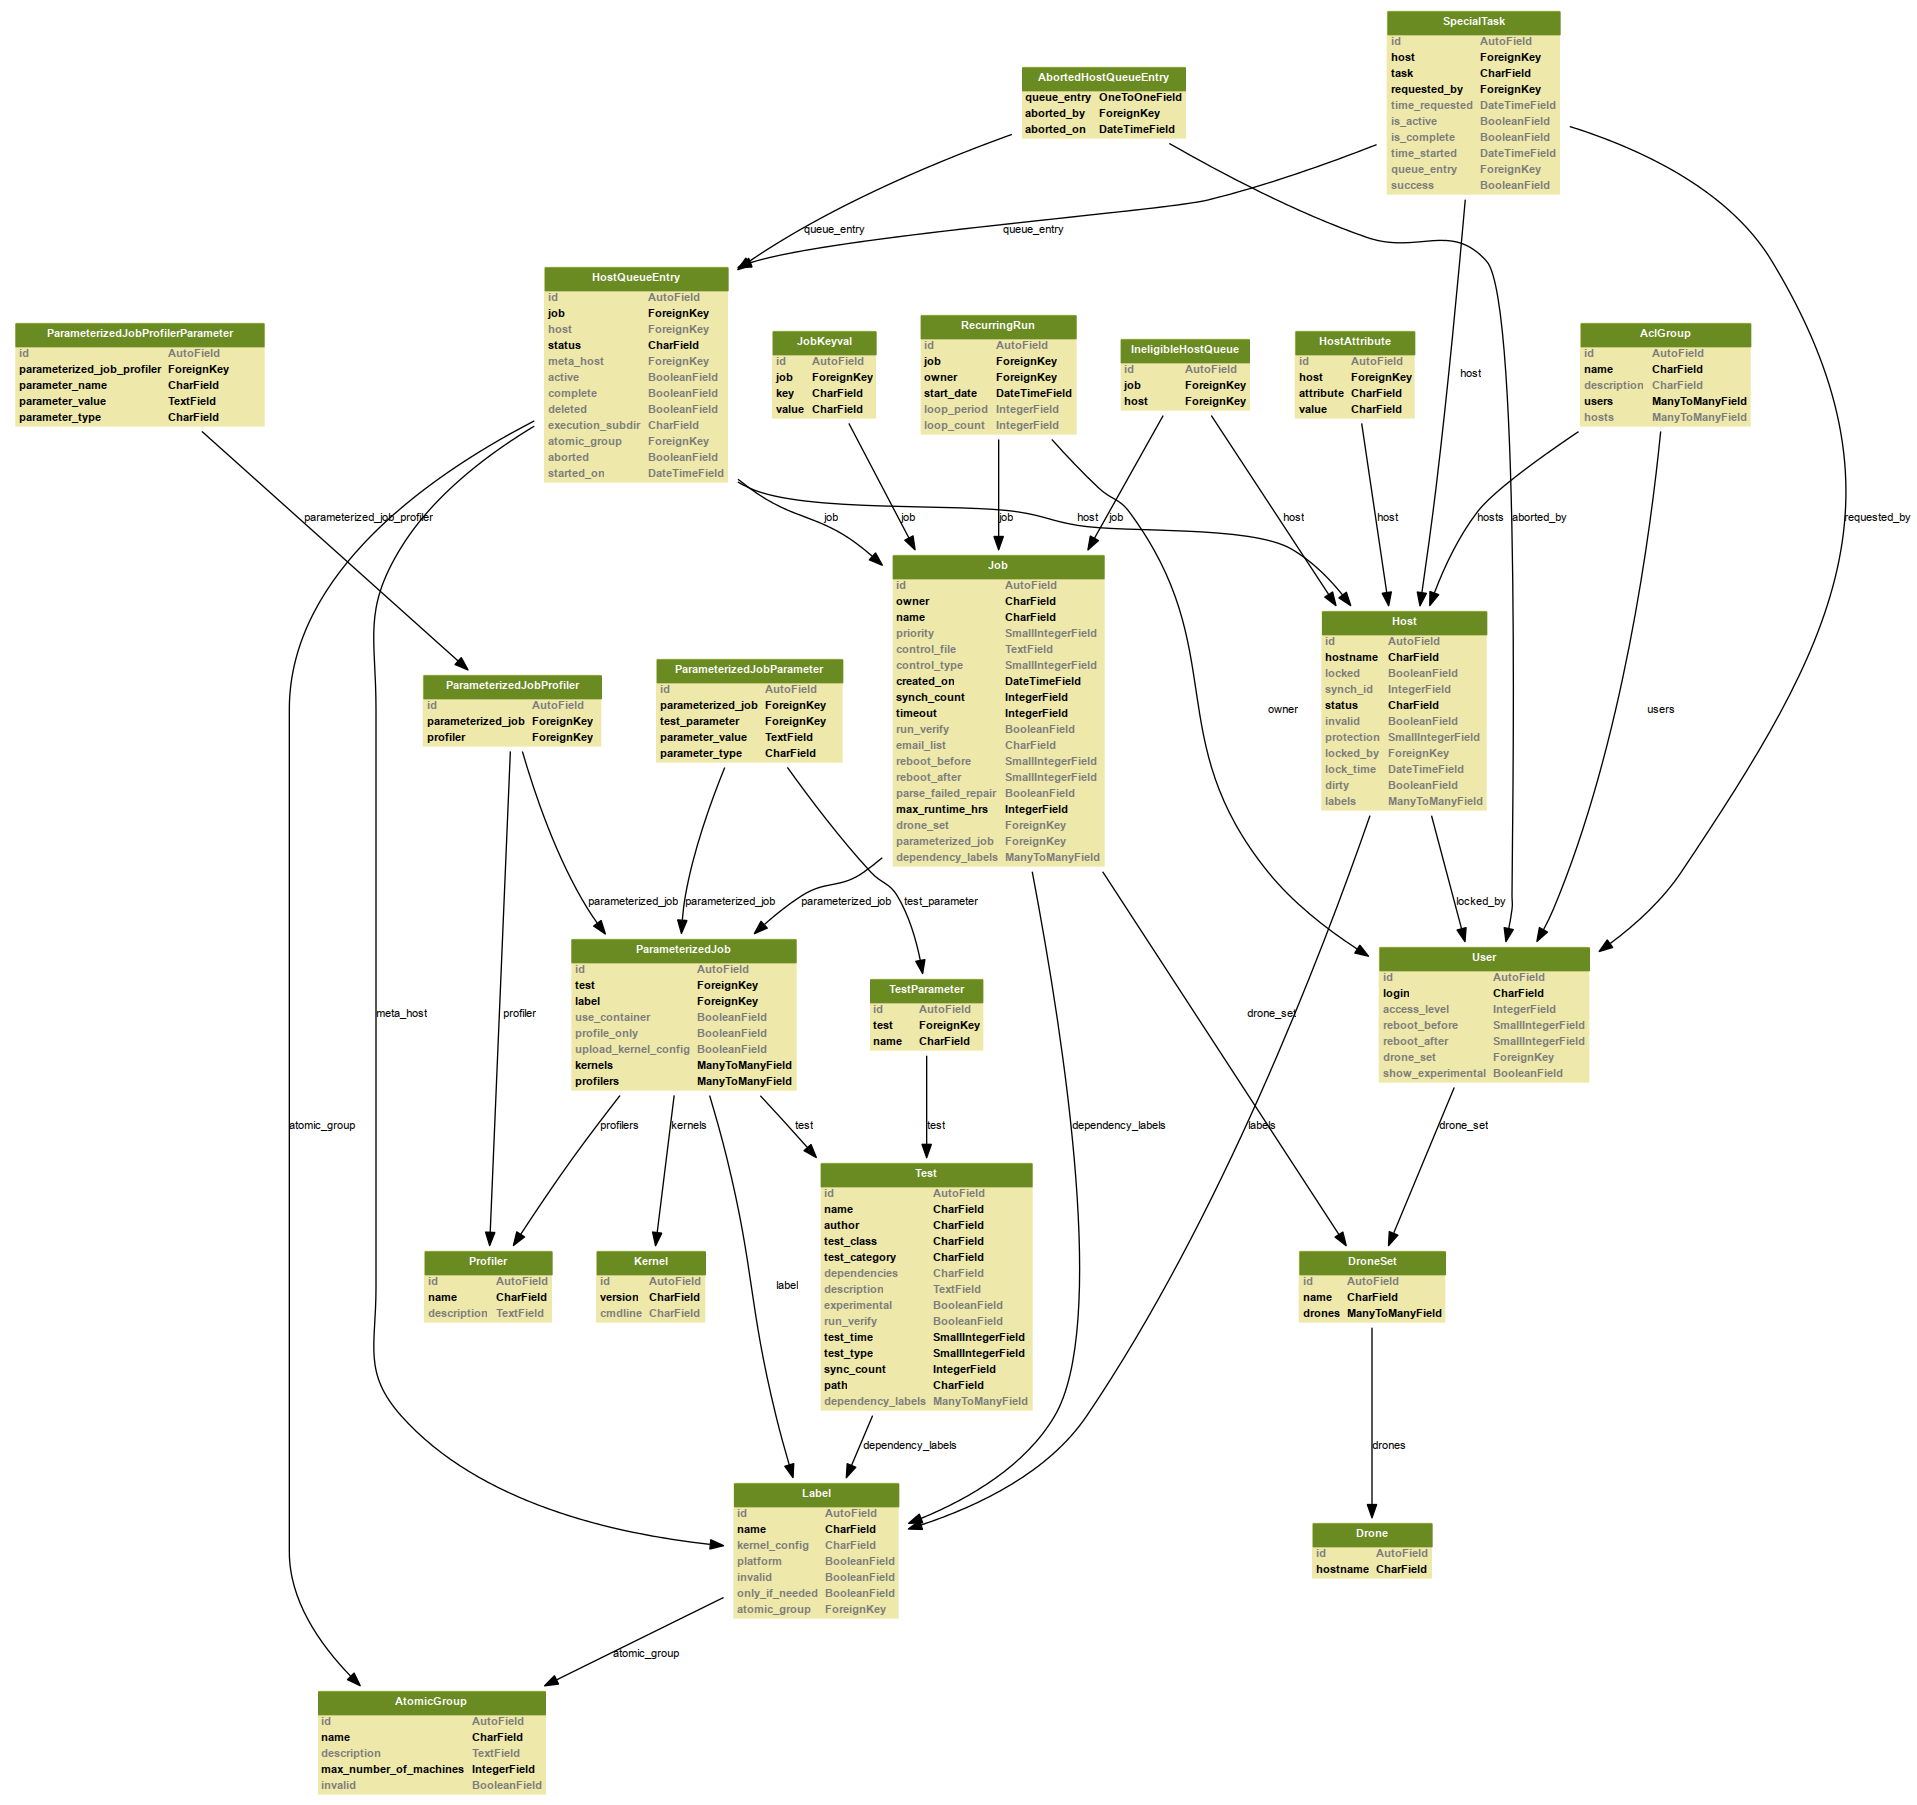 SpecialTask
id AutoField
host ForeignKey
task CharField
requested_by ForeignKey
time_requested DateTimeField
is_active BooleanField
is_complete BooleanField
time_started DateTimeField
queue_entry ForeignKey
success BooleanField
AbortedHostQueueEntry
queue_entry OneToOneField
aborted_by ForeignKey
aborted_on DateTimeField
queue_entry
queue_entry
HostQueueEntry
id AutoField
job ForeignKey
host ForeignKey
status CharField
meta_host ForeignKey
active BooleanField
complete BooleanField
deleted BooleanField
execution_subdir CharField
atomic_group ForeignKey
aborted BooleanField
started_on DateTimeField
ParameterizedJobProfilerParameter
id AutoField
parameterized_job_profiler ForeignKey
parameter_name CharField
parameter_value TextField
parameter_type CharField
JobKeyval
id AutoField
job ForeignKey
key CharField
value CharField
RecurringRun
id AutoField
job ForeignKey
owner ForeignKey
start_date DateTimeField
loop_period IntegerField
loop_count IntegerField
IneligibleHostQueue
id AutoField
job ForeignKey
host ForeignKey
HostAttribute
id AutoField
host ForeignKey
attribute CharField
value CharField
host
AclGroup
id AutoField
name CharField
description CharField
users ManyToManyField
hosts ManyToManyField
parameterized_job_profiler
job
job
job
host
job
host
host
hosts
aborted_by
requested_by
Job
id AutoField
owner CharField
name CharField
priority SmallIntegerField
control_file TextField
control_type SmallIntegerField
created_on DateTimeField
synch_count IntegerField
timeout IntegerField
run_verify BooleanField
email_list CharField
reboot_before SmallIntegerField
reboot_after SmallIntegerField
parse_failed_repair BooleanField
max_runtime_hrs IntegerField
drone_set ForeignKey
parameterized_job ForeignKey
dependency_labels ManyToManyField
Host
id AutoField
hostname CharField
locked BooleanField
synch_id IntegerField
status CharField
invalid BooleanField
protection SmallIntegerField
locked_by ForeignKey
lock_time DateTimeField
dirty BooleanField
labels ManyToManyField
ParameterizedJobProfiler
id AutoField
parameterized_job ForeignKey
profiler ForeignKey
ParameterizedJobParameter
id AutoField
parameterized_job ForeignKey
test_parameter ForeignKey
parameter_value TextField
parameter_type CharField
owner
users
parameterized_job
parameterized_job
parameterized_job
test_parameter
locked_by
ParameterizedJob
id AutoField
test ForeignKey
label ForeignKey
use_container BooleanField
profile_only BooleanField
upload_kernel_config BooleanField
kernels ManyToManyField
profilers ManyToManyField
TestParameter
id AutoField
test ForeignKey
name CharField
User
id AutoField
login CharField
access_level IntegerField
reboot_before SmallIntegerField
reboot_after SmallIntegerField
drone_set ForeignKey
show_experimental BooleanField
meta_host
profiler
drone_set
atomic_group
profilers
kernels
test
test
dependency_labels
labels
drone_set
Test
id AutoField
name CharField
author CharField
test_class CharField
test_category CharField
dependencies CharField
description TextField
experimental BooleanField
run_verify BooleanField
test_time SmallIntegerField
test_type SmallIntegerField
sync_count IntegerField
path CharField
dependency_labels ManyToManyField
Profiler
id AutoField
name CharField
description TextField
Kernel
id AutoField
version CharField
cmdline CharField
label
DroneSet
id AutoField
name CharField
drones ManyToManyField
dependency_labels
drones
Label
id AutoField
name CharField
kernel_config CharField
platform BooleanField
invalid BooleanField
only_if_needed BooleanField
atomic_group ForeignKey
Drone
id AutoField
hostname CharField
atomic_group
AtomicGroup
id AutoField
name CharField
description TextField
max_number_of_machines IntegerField
invalid BooleanField